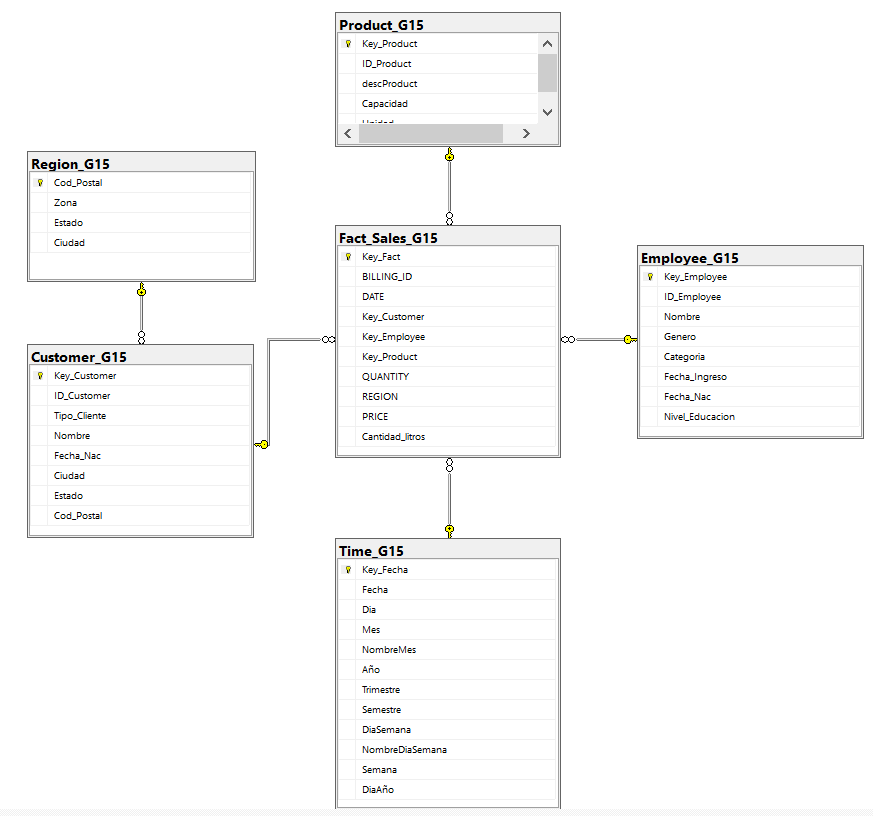 Product_G15
Key_Product
ID_Product
descProduct
Capacidad
Region_G15
Cod_Postal
Zona
Estado
Ciudad
Fact_Sales_G15
Key_Fact
BILLING_ID
DATE
Key_Customer
Key_Employee
Key_Product
QUANTITY
REGION
PRICE
Cantidad_litros
Employee_G15
Key_Employee
ID_Employee
Nombre
Genero
Categoria
Fecha_Ingreso
Fecha_Nac
Nivel_Educacion
Customer_G15
Key_Customer
ID_Customer
Tipo_Cliente
Nombre
Fecha_Nac
Ciudad
Estado
Cod_Postal
Time_G15
Key_Fecha
Fecha
Dia
Mes
NombreMes
Año
Trimestre
Semestre
DiaSemana
NombreDiaSemana
Semana
DiaAño